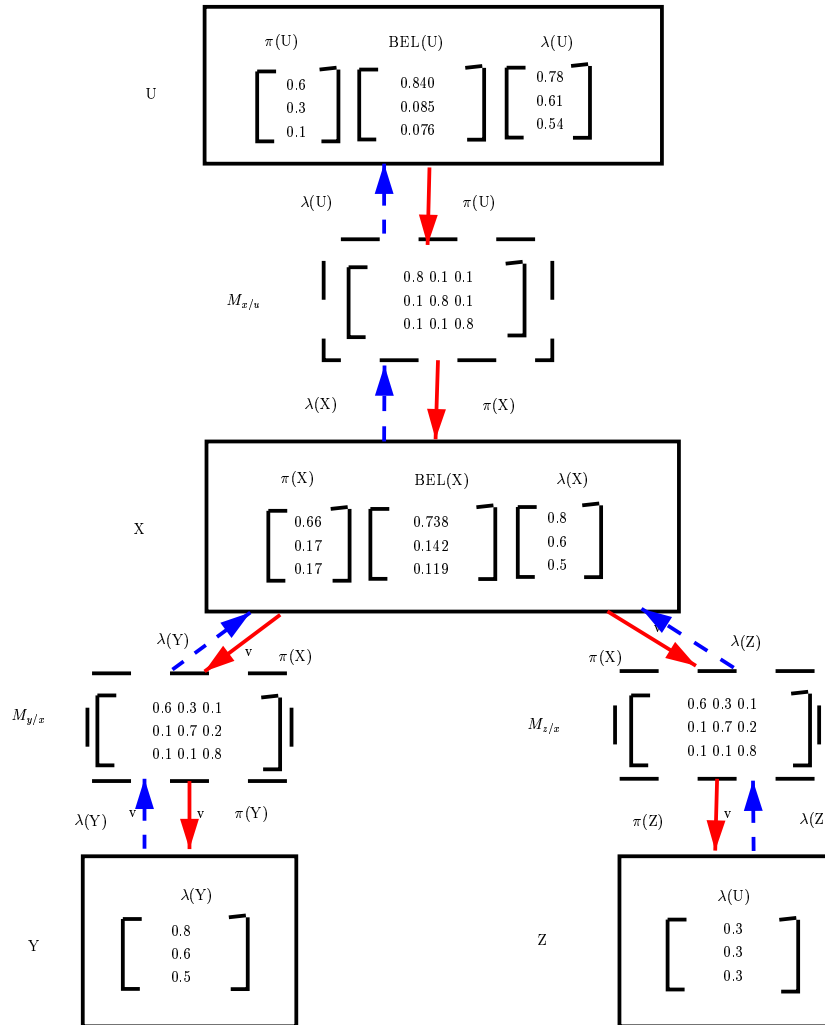 π(U) BEL(U) λ(U)
U
0.6 0.840 0.78
0.3 0.085 0.61
0.1 0.076 0.54
λ(U) π(U)
M_{x/u}
0.8 0.1 0.1
0.1 0.8 0.1
0.1 0.1 0.8
λ(X) π(X)
π(X) BEL(X) λ(X)
X
0.66 0.738 0.8
0.17 0.142 0.6
0.17 0.119 0.5
λ(Y) v π(X) π(X) v λ(Z)
M_{y/x}
0.6 0.3 0.1
0.1 0.7 0.2
0.1 0.1 0.8
M_{z/x}
0.6 0.3 0.1
0.1 0.7 0.2
0.1 0.1 0.8
λ(Y) v v π(Y) π(Z) v λ(Z
λ(Y)
Y
0.8
0.6
0.5
λ(U)
Z
0.3
0.3
0.3